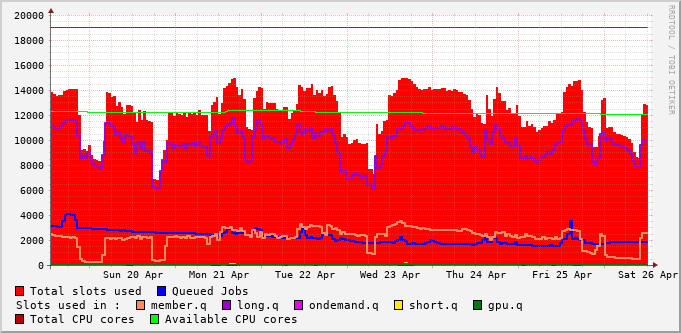 20000
18000
16000
14000
12000
10000
8000
6000
4000
2000
0
Sun 20 Apr Mon 21 Apr Tue 22 Apr Wed 23 Apr Thu 24 Apr Fri 25 Apr Sat 26 Apr
RRDTOOL / TOBI OETIKER
Total slots used Queued Jobs
Slots used in : member.q long.q ondemand.q short.q gpu.q
Total CPU cores Available CPU cores